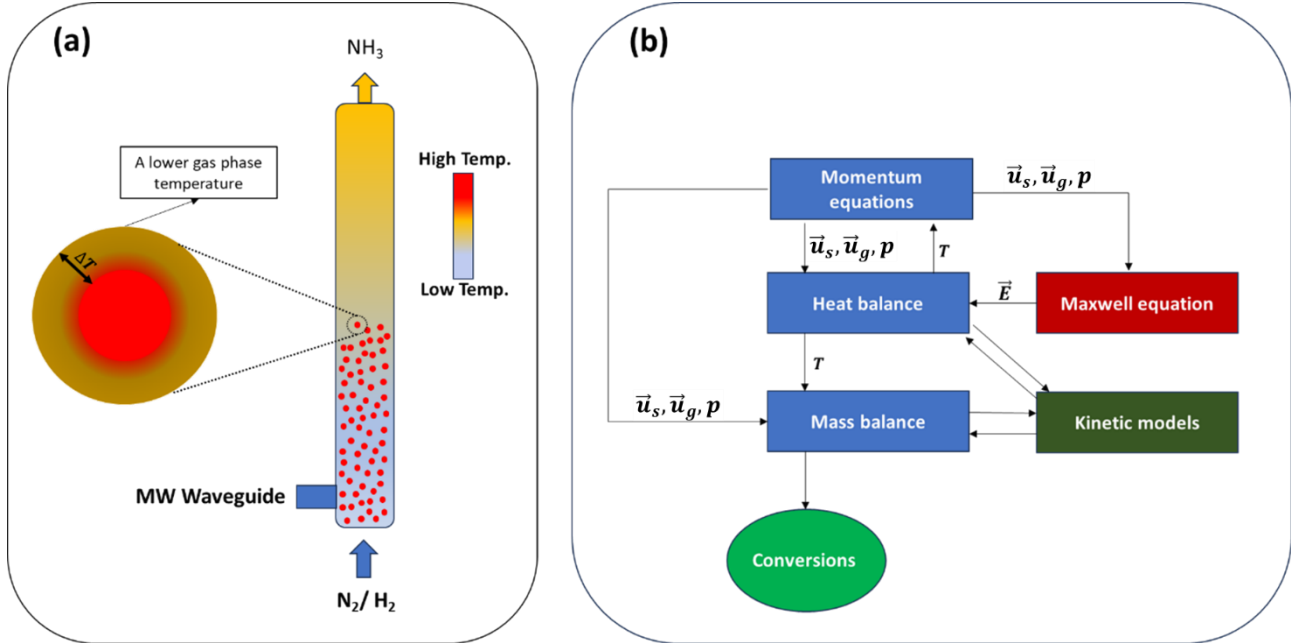 (a)
NH₃
A lower gas phase
temperature
High Temp.
Low Temp.
ΔT
MW Waveguide
N₂/ H₂
(b)
Momentum
equations
u⃗ₛ, u⃗g, p
u⃗ₛ, u⃗g, p
T
Heat balance
E⃗
Maxwell equation
T
u⃗ₛ, u⃗g, p
Mass balance
Kinetic models
Conversions